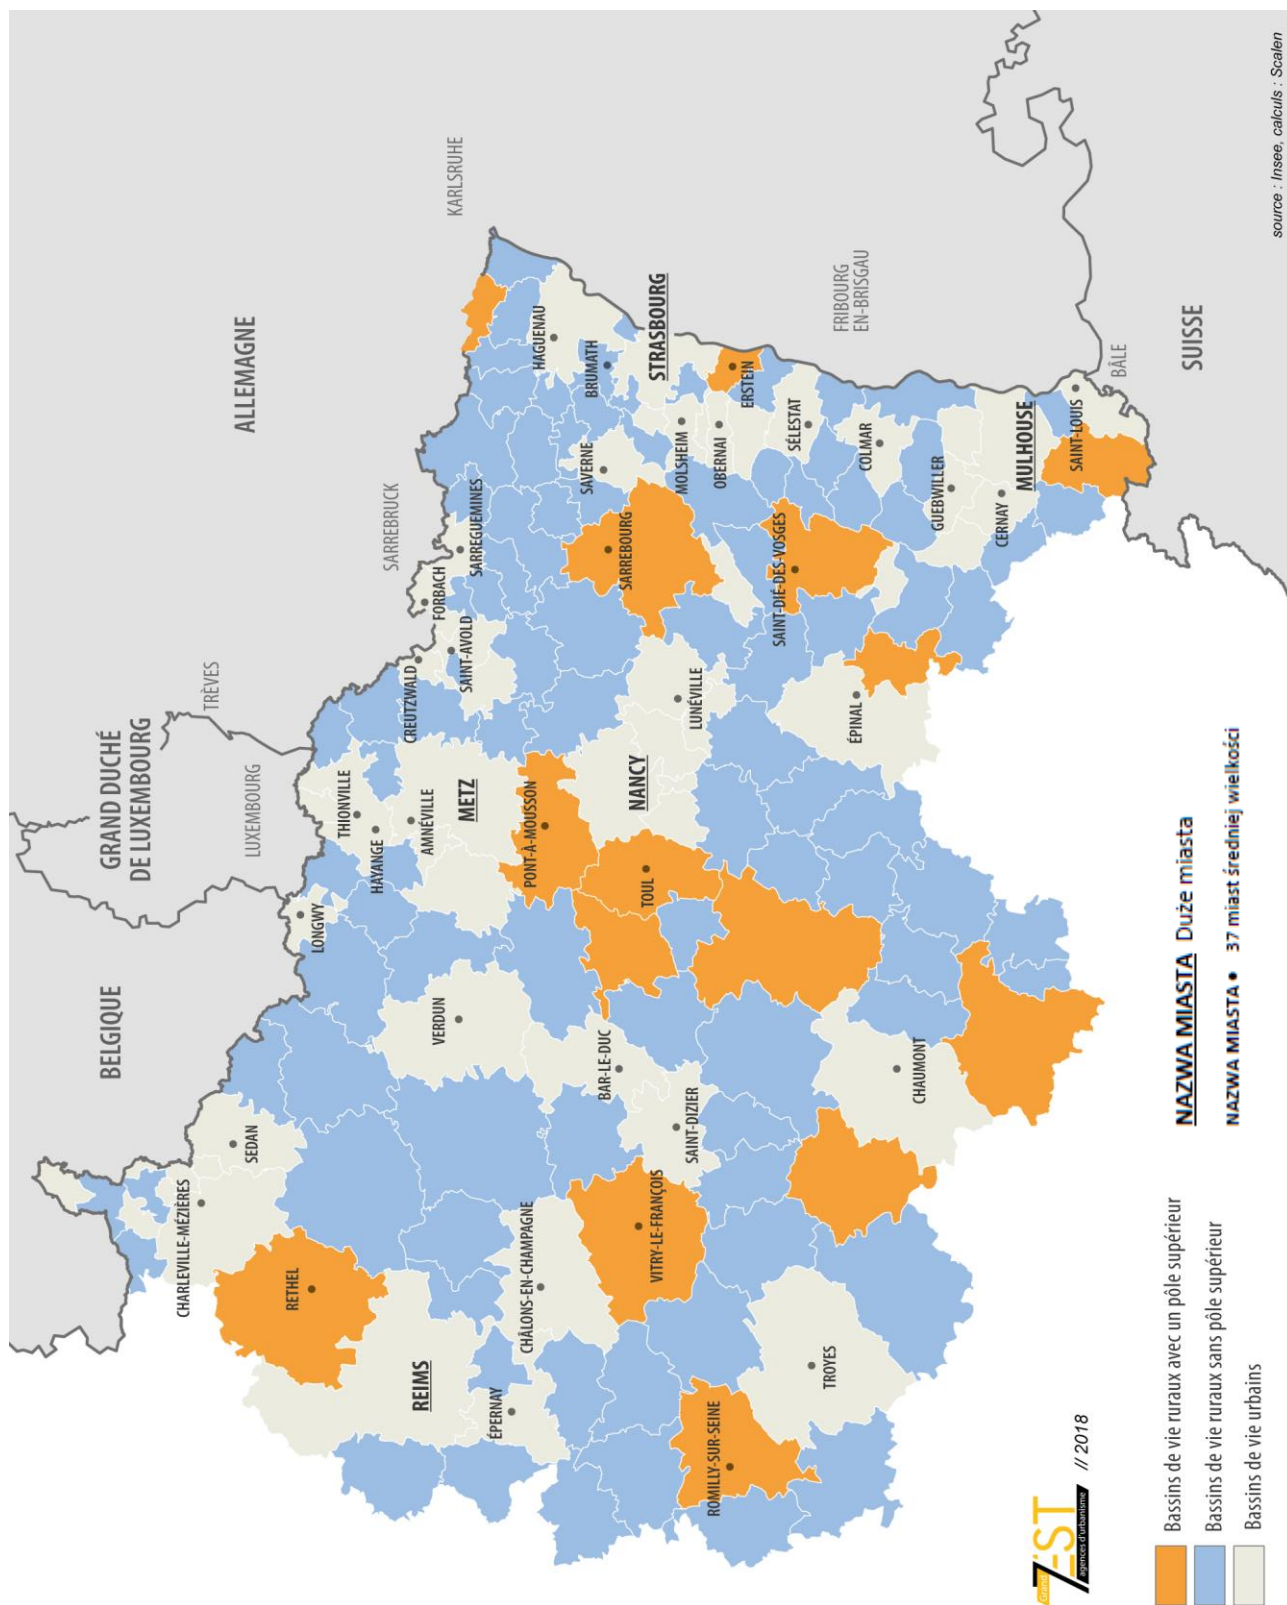 BELGIQUE
GRAND DUCHÉ
DE LUXEMBOURG
LUXEMBOURG
TRÈVES
ALLEMAGNE
SARREBRUCK
KARLSRUHE
FRIBOURG
EN-BRISGAU
BÂLE
SUISSE
CHARLEVILLE-MÉZIÈRES
SEDAN
RETHEL
REIMS
ÉPERNAY
CHÂLONS-EN-CHAMPAGNE
VITRY-LE-FRANÇOIS
ROMILLY-SUR-SEINE
TROYES
SAINT-DIZIER
BAR-LE-DUC
VERDUN
CHAUMONT
LONGWY
THIONVILLE
HAYANGE
AMNÉVILLE
METZ
PONT-À-MOUSSON
TOUL
NANCY
LUNÉVILLE
ÉPINAL
CREUTZWALD
SAINT-AVOLD
FORBACH
SARREGUEMINES
SARREBOURG
SAINT-DIÉ-DES-VOSGES
SAVERNE
HAGUENAU
BRUMATH
STRASBOURG
MOLSHEIM
OBERNAI
ERSTEIN
SÉLESTAT
COLMAR
GUEBWILLER
CERNAY
MULHOUSE
SAINT-LOUIS
Grand
7'EST // 2018
agences d'urbanisme
Bassins de vie ruraux avec un pôle supérieur
Bassins de vie ruraux sans pôle supérieur
Bassins de vie urbains
NAZWA MIASTA Duże miasta
NAZWA MIASTA • 37 miast średniej wielkości
source : Insee, calculs : Scalen